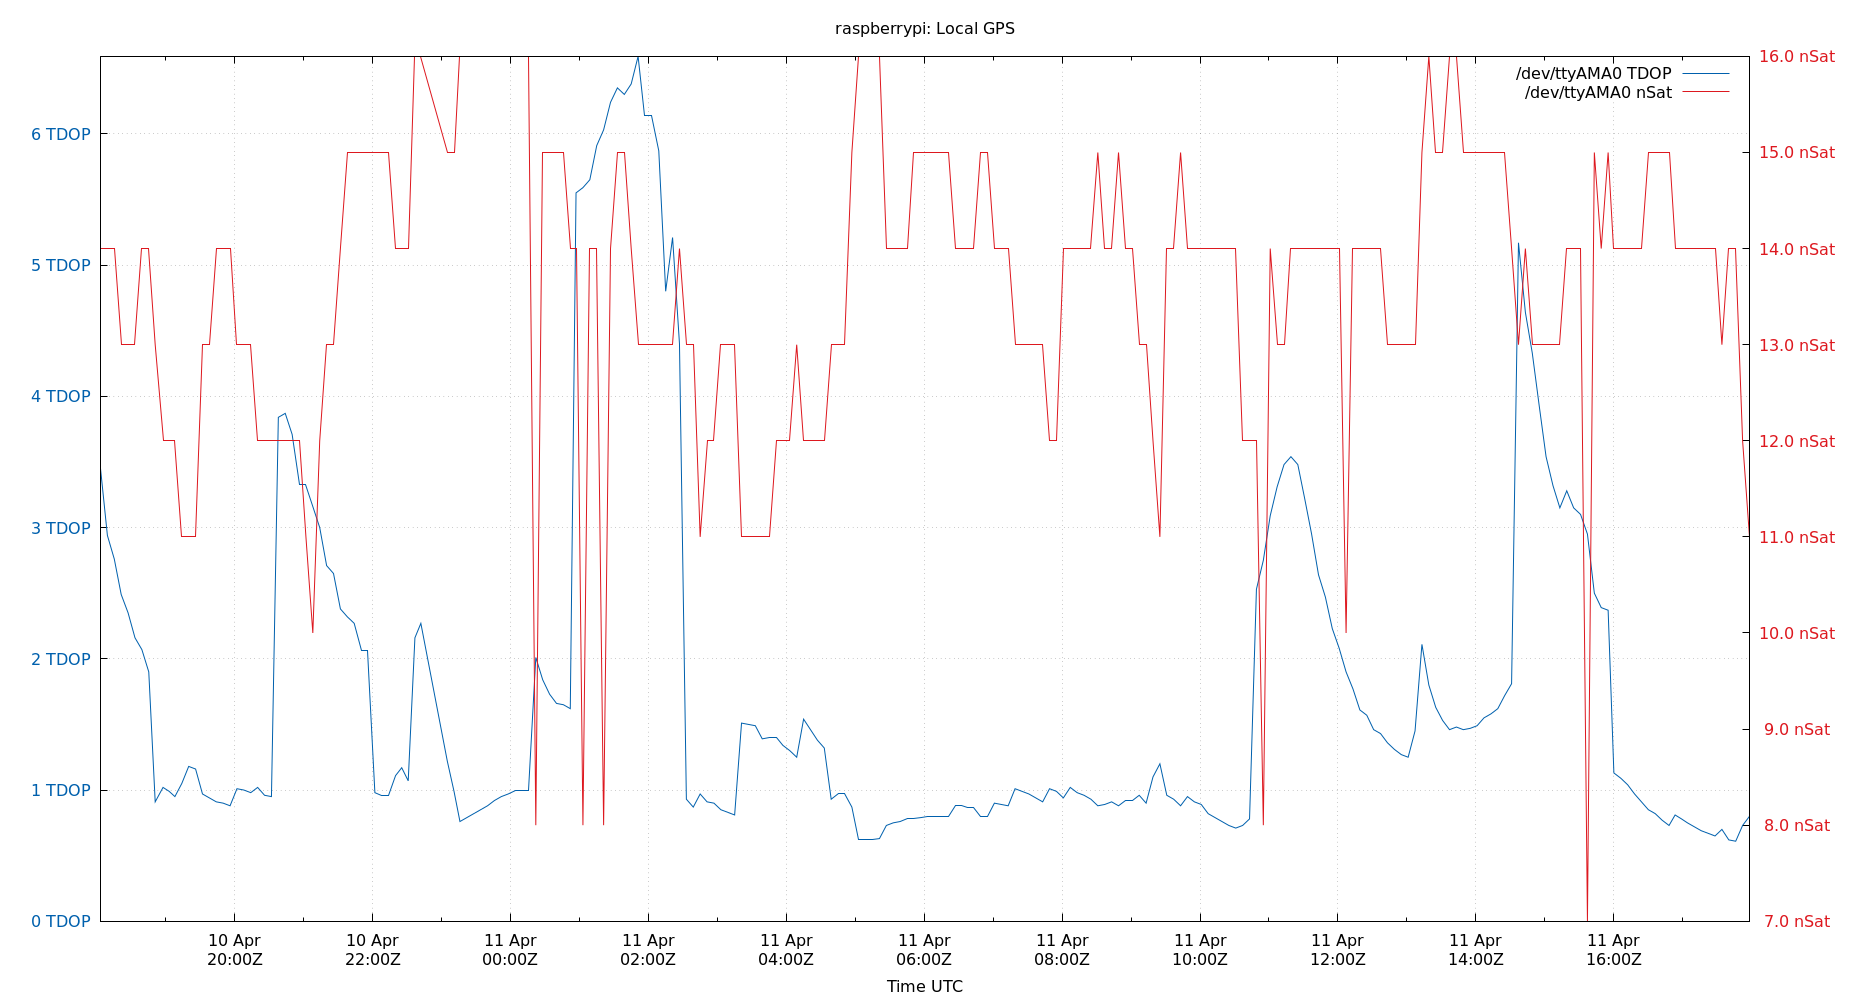 raspberrypi: Local GPS
/dev/ttyAMA0 TDOP
/dev/ttyAMA0 nSat
6 TDOP
5 TDOP
4 TDOP
3 TDOP
2 TDOP
1 TDOP
0 TDOP
16.0 nSat
15.0 nSat
14.0 nSat
13.0 nSat
12.0 nSat
11.0 nSat
10.0 nSat
9.0 nSat
8.0 nSat
7.0 nSat
10 Apr 10 Apr 11 Apr 11 Apr 11 Apr 11 Apr 11 Apr 11 Apr 11 Apr 11 Apr 11 Apr
20:00Z 22:00Z 00:00Z 02:00Z 04:00Z 06:00Z 08:00Z 10:00Z 12:00Z 14:00Z 16:00Z
Time UTC